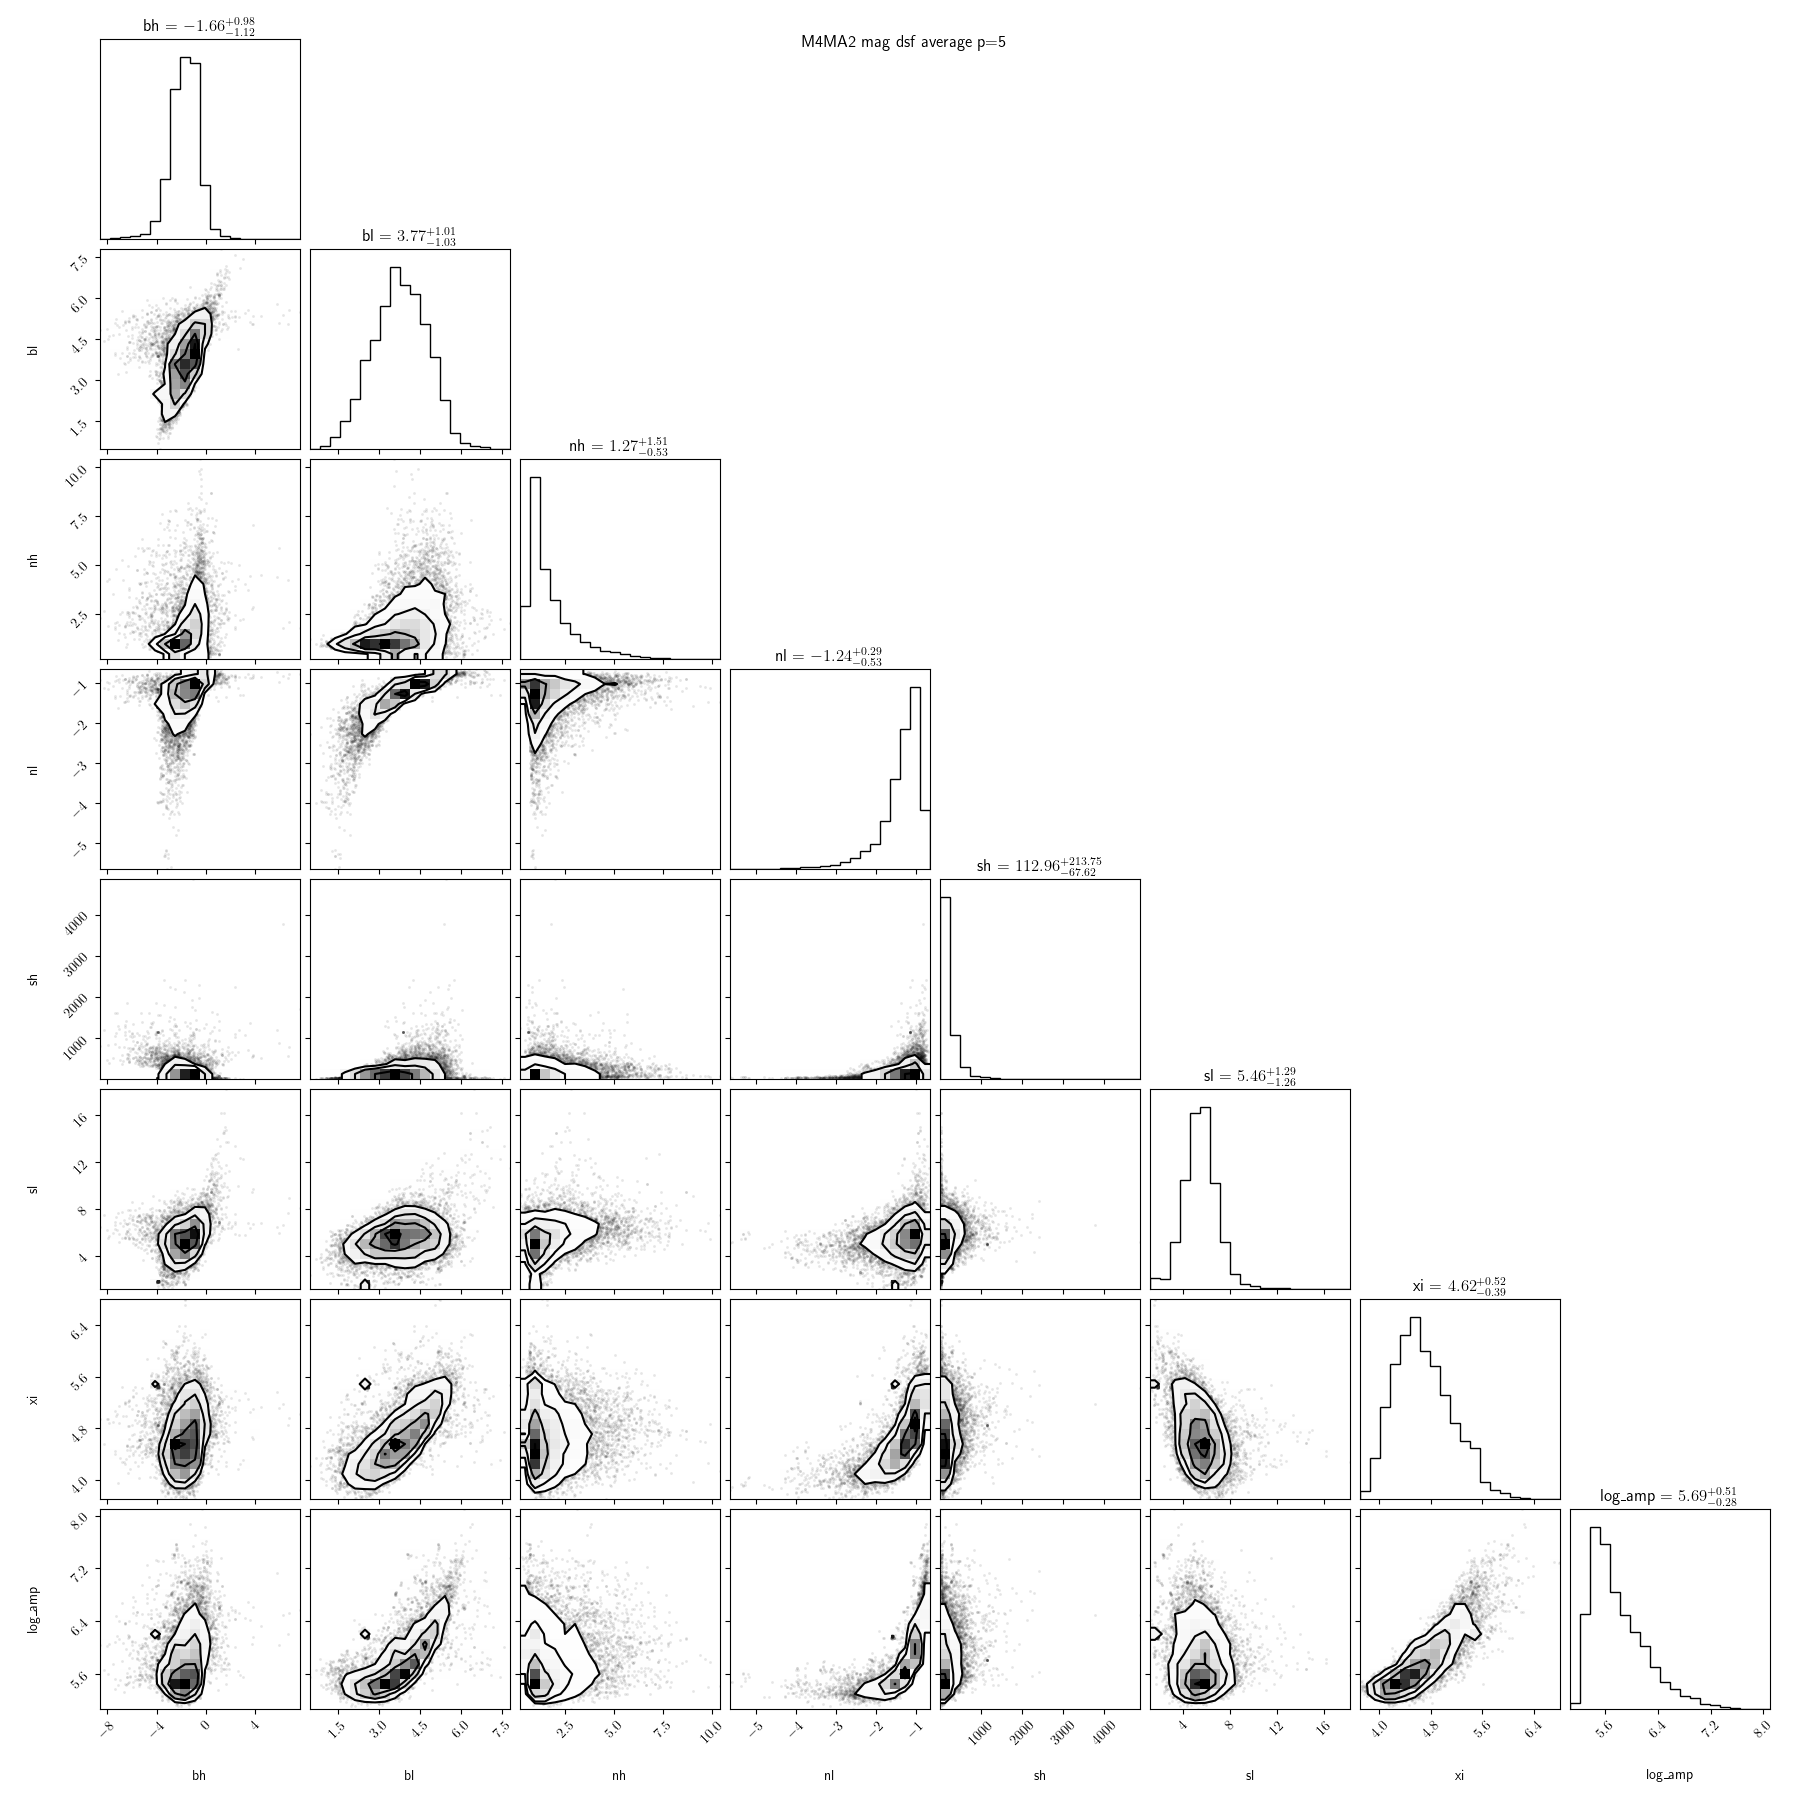 bh = −1.66 +0.98 −1.12
M4MA2 mag dsf average p=5
bl = 3.77 +1.01 −1.03
7.5
6.0
4.5
3.0
1.5
bl
nh = 1.27 +1.51 −0.53
10.0
7.5
5.0
2.5
nh
nl = −1.24 +0.29 −0.53
−1
−2
−3
−4
−5
nl
sh = 112.96 +213.75 −67.62
4000
3000
2000
1000
sh
sl = 5.46 +1.29 −1.26
16
12
8
4
sl
xi = 4.62 +0.52 −0.39
6.4
5.6
4.8
4.0
xi
log_amp = 5.69 +0.51 −0.28
8.0
7.2
6.4
5.6
log_amp
−8 −4 0 4 1.5 3.0 4.5 6.0 7.5 2.5 5.0 7.5 10.0 −5 −4 −3 −2 −1 1000 2000 3000 4000 4 8 12 16 4.0 4.8 5.6 6.4 5.6 6.4 7.2 8.0
bh bl nh nl sh sl xi log_amp